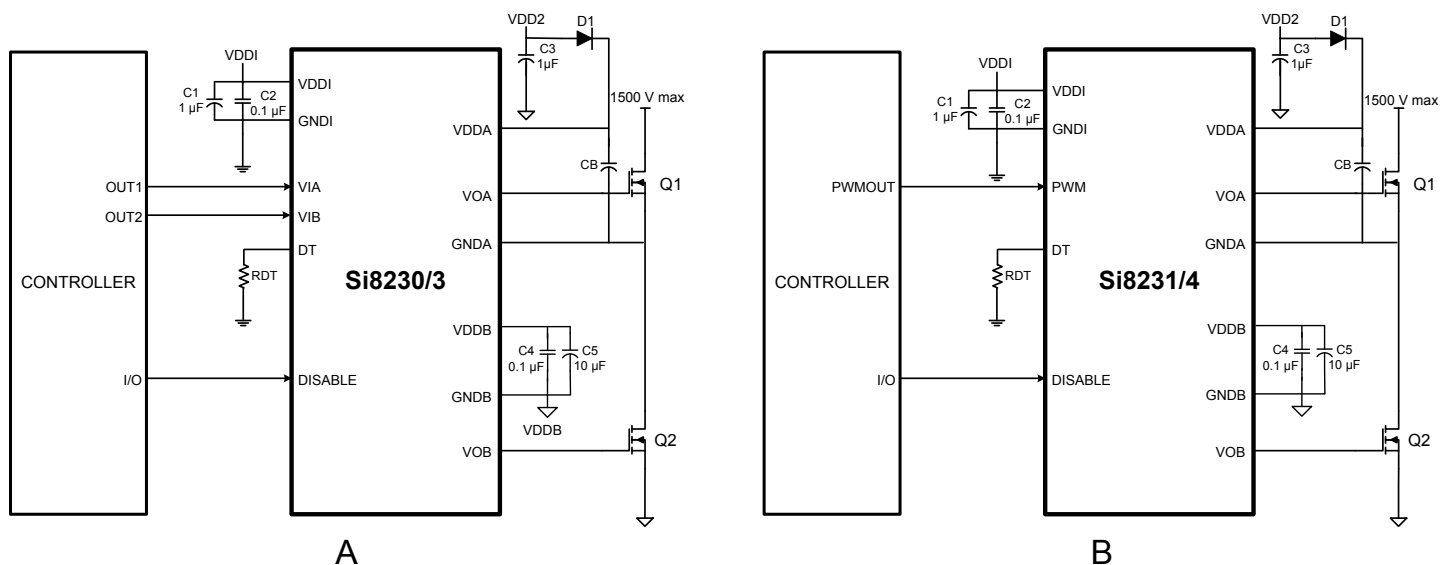 VDD2
D1
C3
1µF
VDDI
C1
1 µF
C2
0.1 µF
VDDI
GNDI
1500 V max
VDDA
CB
OUT1
VIA
VOA
Q1
OUT2
VIB
DT
GNDA
RDT
CONTROLLER
Si8230/3
VDDB
C4
0.1 µF
C5
10 µF
I/O
DISABLE
GNDB
VDDB
VOB
Q2
A
VDD2
D1
C3
1µF
VDDI
C1
1 µF
C2
0.1 µF
VDDI
GNDI
1500 V max
VDDA
CB
PWMOUT
PWM
VOA
Q1
DT
GNDA
RDT
CONTROLLER
Si8231/4
VDDB
C4
0.1 µF
C5
10 µF
I/O
DISABLE
GNDB
VOB
Q2
B